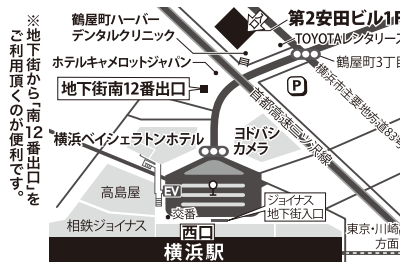 ※地下街から「南12番出口」を
ご利用頂くのが便利です。
鶴屋町ハーバー
デンタルクリニック
第2安田ビル1F
TOYOTAレンタリース
ホテルキャメロットジャパン
鶴屋町3丁目
P
地下街南12番出口
首都高速三ツ沢線
横浜市主要地方道83号
横浜ベイシェラトンホテル
ヨドバシ
カメラ
高島屋
EV
交番
ジョイナス
地下街入口
相鉄ジョイナス
西口
東京・川崎
方面
横浜駅